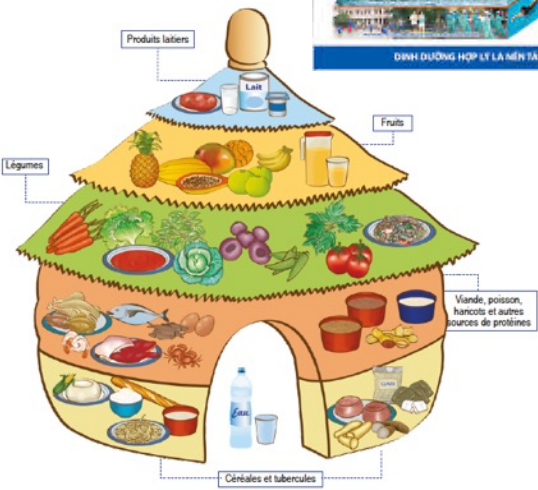 Produits laitiers
Lait
DINH DƯỠNG HỢP LÝ LÀ NỀN TẢ
Fruits
Légumes
Viande, poisson,
haricots et autres
sources de protéines
Eau
Céréales et tubercules